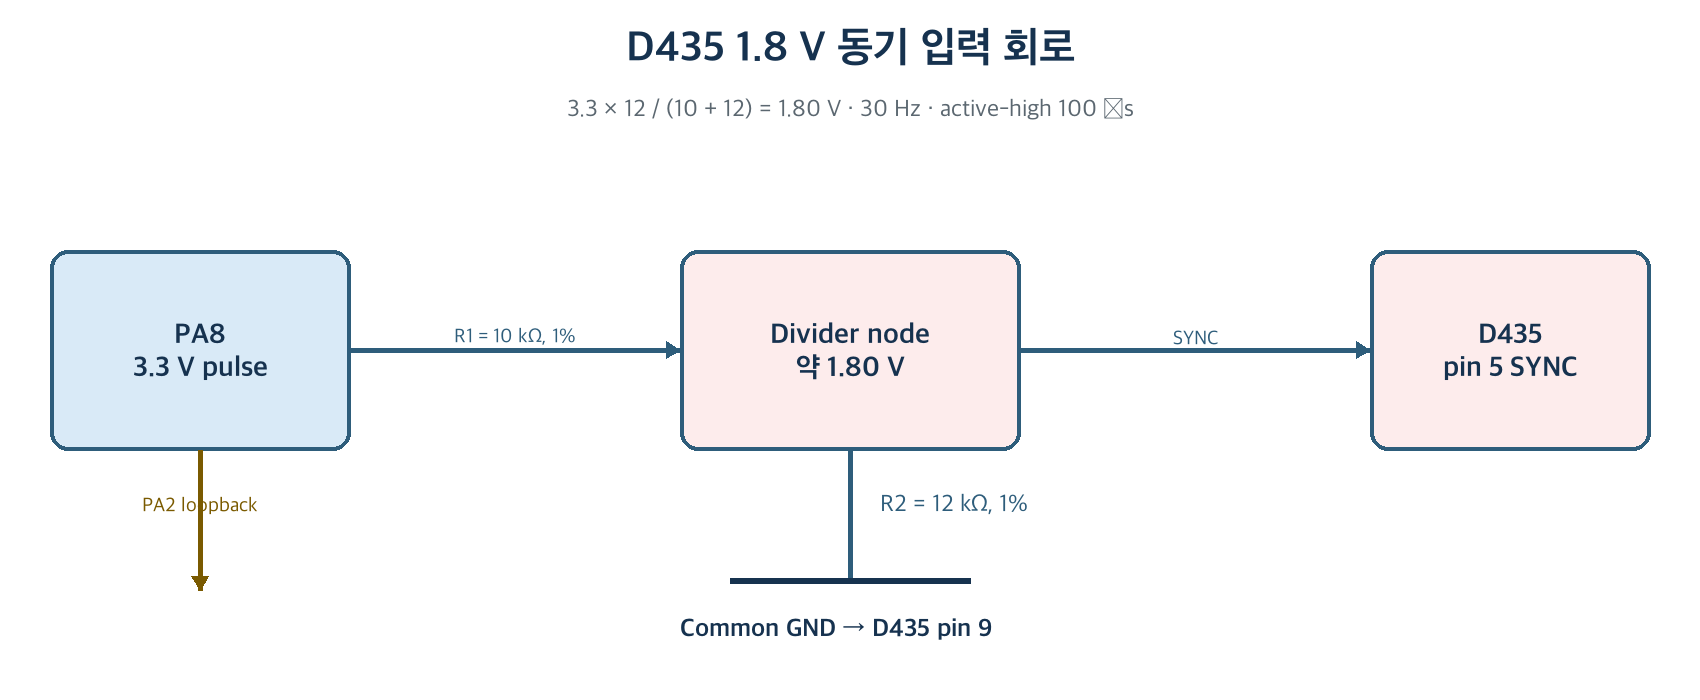 D435 1.8 V 동기 입력 회로
3.3 × 12 / (10 + 12) = 1.80 V · 30 Hz · active-high 100 s
PA8
3.3 V pulse
R1 = 10 kΩ, 1%
Divider node
약 1.80 V
SYNC
D435
pin 5 SYNC
PA2 loopback
R2 = 12 kΩ, 1%
Common GND → D435 pin 9